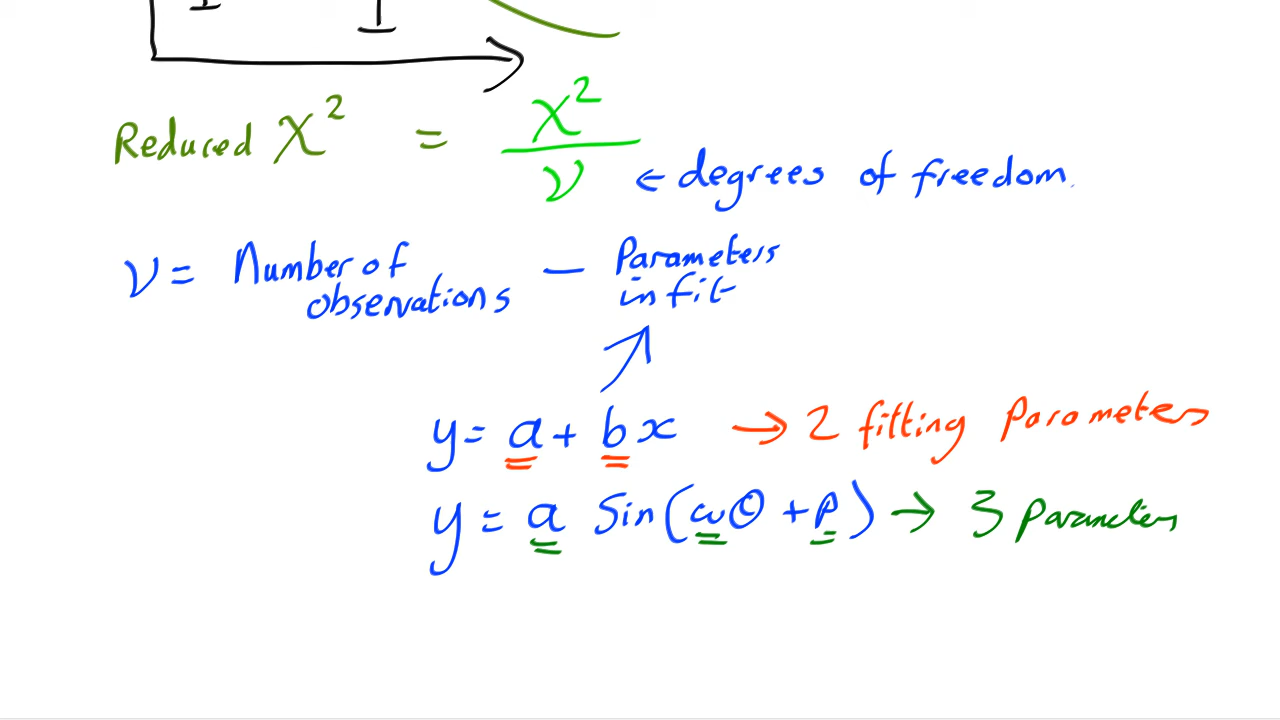 Reduced χ² = χ²/ν ← degrees of freedom.
ν = Number of observations − Parameters in fit
y = a + bx → 2 fitting Parameters
y = a Sin(ωθ + p) → 3 Parameters